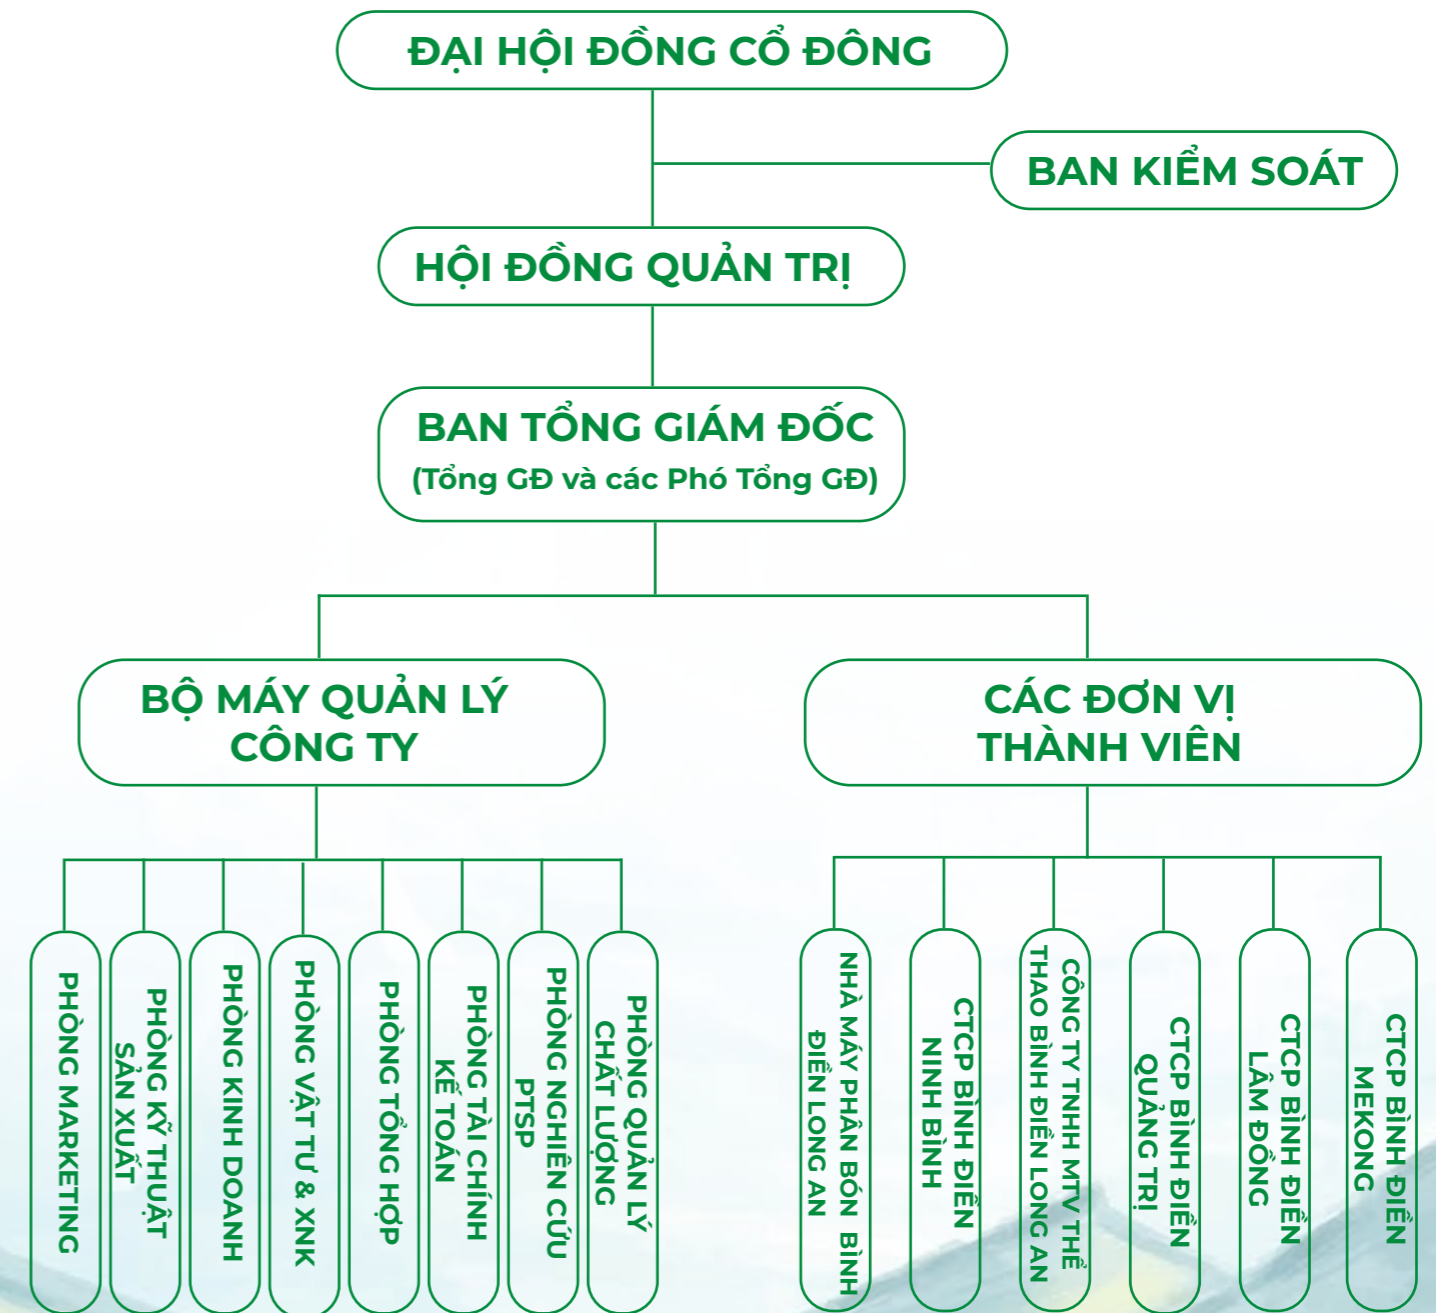 ĐẠI HỘI ĐỒNG CỔ ĐÔNG
BAN KIỂM SOÁT
HỘI ĐỒNG QUẢN TRỊ
BAN TỔNG GIÁM ĐỐC
(Tổng GĐ và các Phó Tổng GĐ)
BỘ MÁY QUẢN LÝ
CÔNG TY
CÁC ĐƠN VỊ
THÀNH VIÊN
PHÒNG MARKETING
PHÒNG KỸ THUẬT
SẢN XUẤT
PHÒNG KINH DOANH
PHÒNG VẬT TƯ & XNK
PHÒNG TỔNG HỢP
PHÒNG TÀI CHÍNH
KẾ TOÁN
PHÒNG NGHIÊN CỨU
PTSP
PHÒNG QUẢN LÝ
CHẤT LƯỢNG
NHÀ MÁY PHÂN BÓN BÌNH
ĐIỀN LONG AN
CTCP BÌNH ĐIỀN
NINH BÌNH
CÔNG TY TNHH MTV THỂ
THAO BÌNH ĐIỀN LONG AN
CTCP BÌNH ĐIỀN
QUẢNG TRỊ
CTCP BÌNH ĐIỀN
LÂM ĐỒNG
CTCP BÌNH ĐIỀN
MEKONG